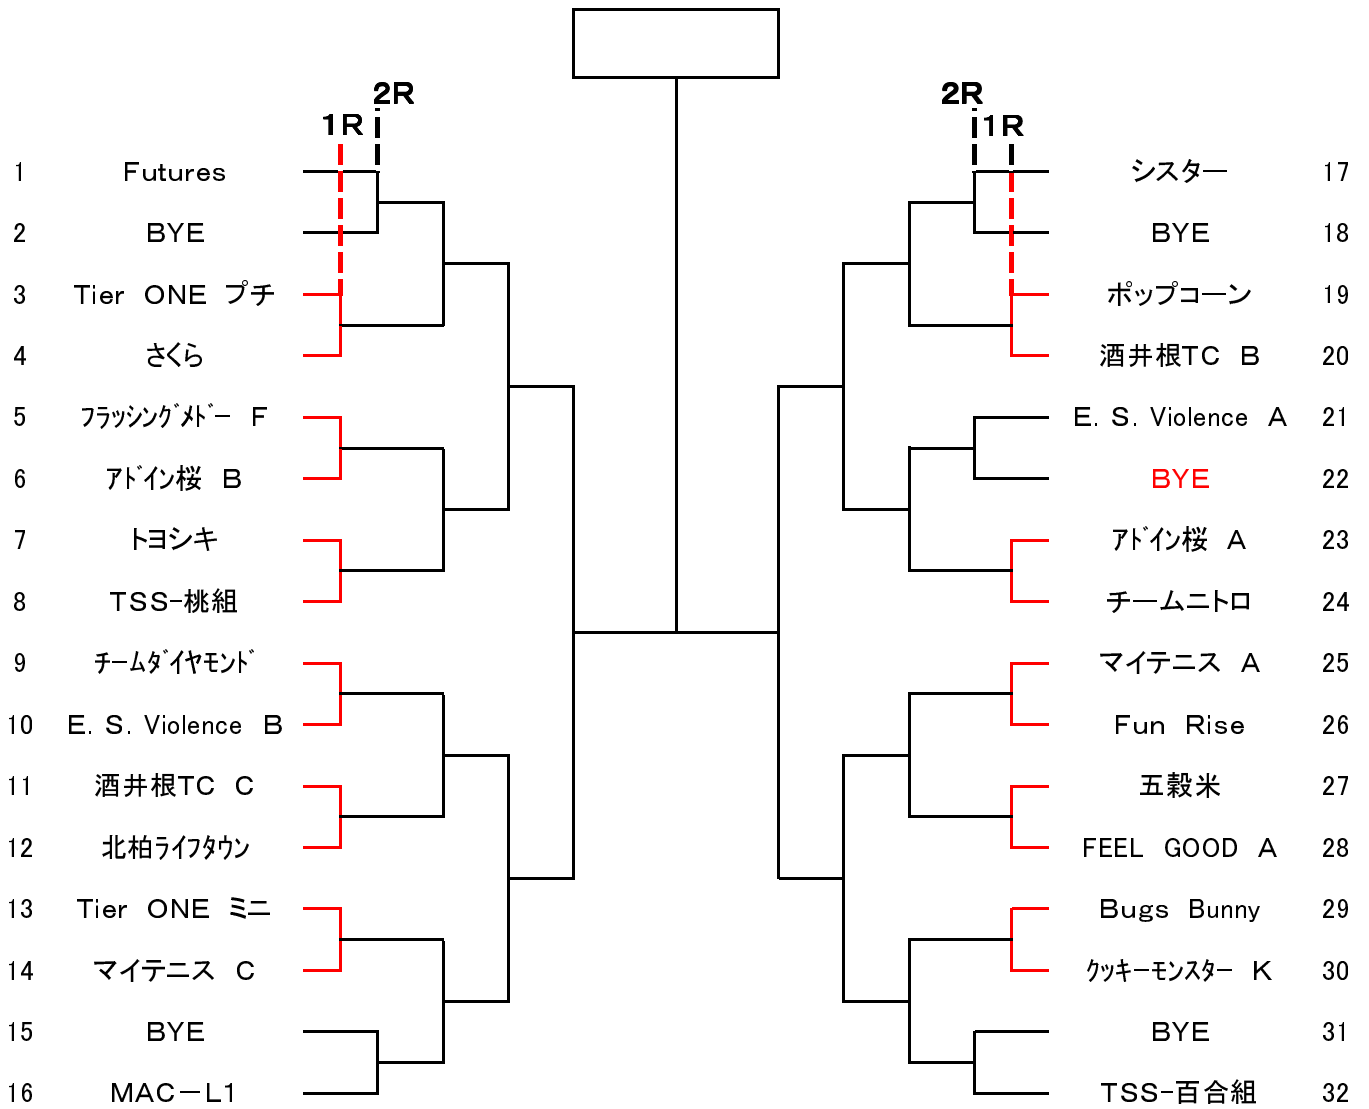 2R 2R
1R 1R
1 Futures シスター 17
2 BYE BYE 18
3 Tier ONE プチ ポップコーン 19
4 さくら 酒井根TC B 20
5 フラッシングメドー F E. S. Violence A 21
6 アドイン桜 B BYE 22
7 トヨシキ アドイン桜 A 23
8 TSS-桃組 チームニトロ 24
9 チームダイヤモンド マイテニス A 25
10 E. S. Violence B Fun Rise 26
11 酒井根TC C 五穀米 27
12 北柏ライフタウン FEEL GOOD A 28
13 Tier ONE ミニ Bugs Bunny 29
14 マイテニス C クッキーモンスター K 30
15 BYE BYE 31
16 MAC－L1 TSS-百合組 32